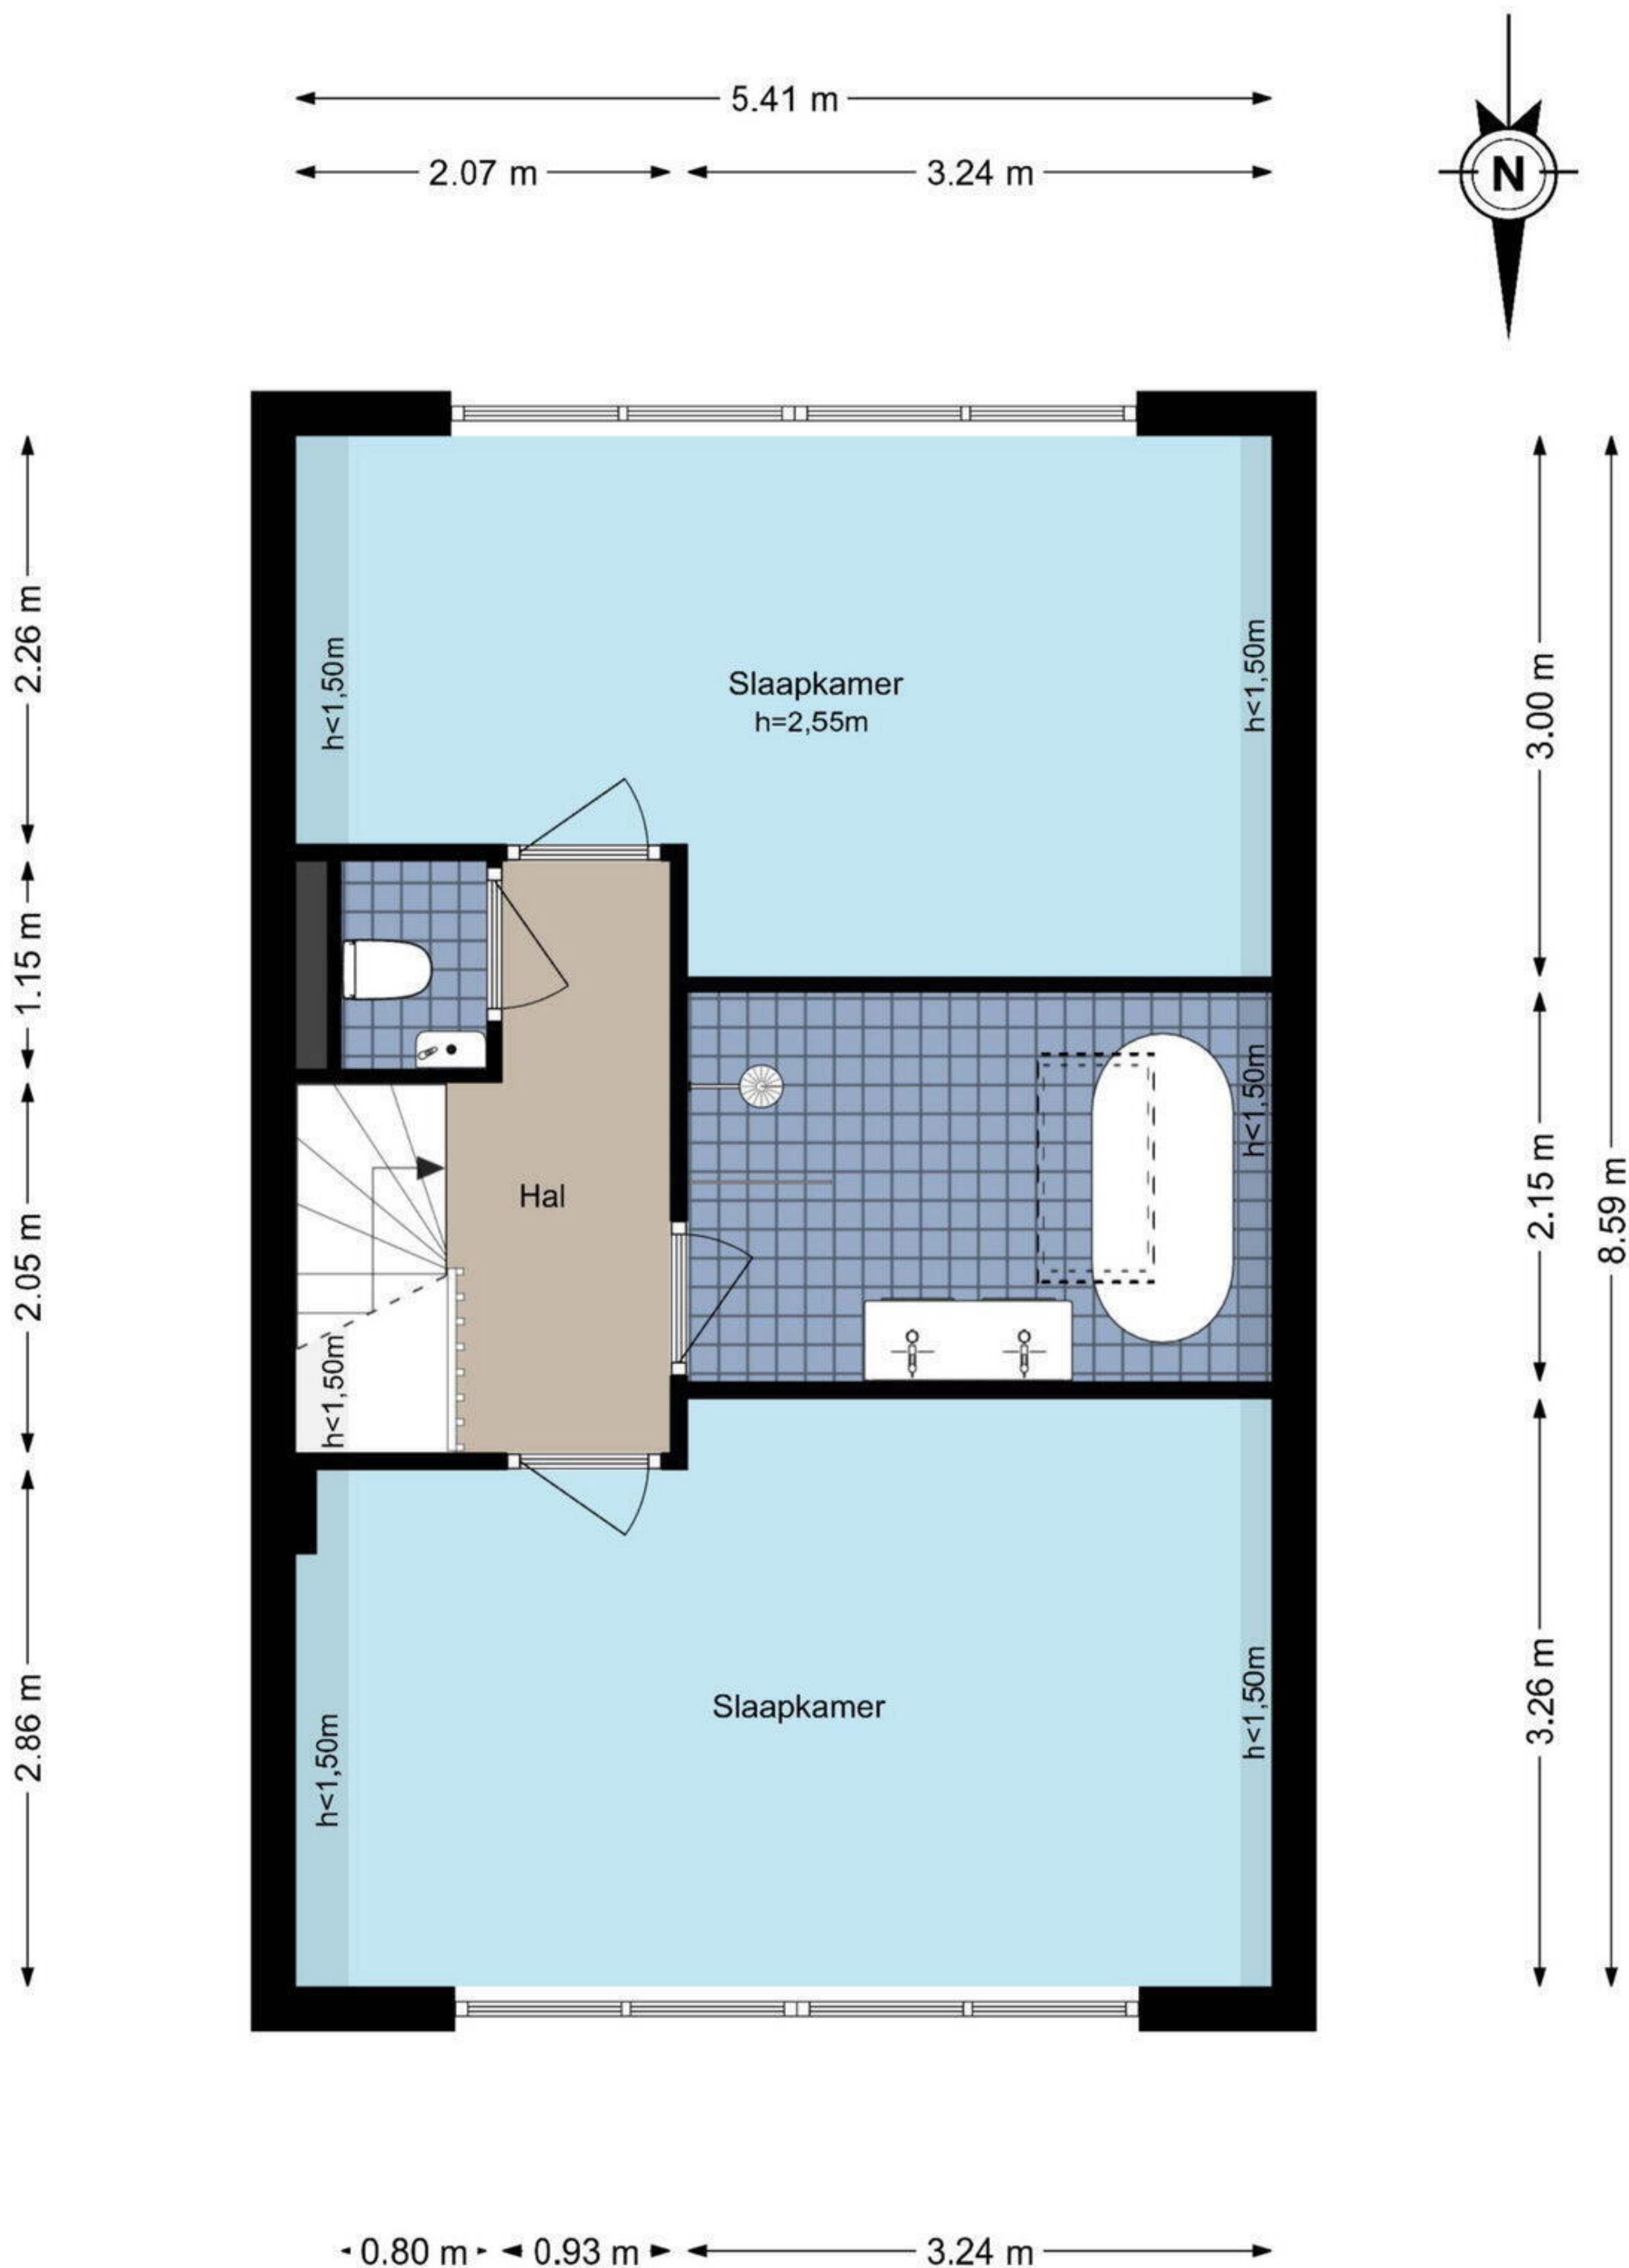 5.41 m
2.07 m
3.24 m
N
2.26 m
1.15 m
2.05 m
2.86 m
h<1,50m
Slaapkamer
h=2,55m
h<1,50m
3.00 m
2.15 m
8.59 m
3.26 m
h<1,50m
Hal
h<1,50m
h<1,50m
Slaapkamer
h<1,50m
0.80 m
0.93 m
3.24 m